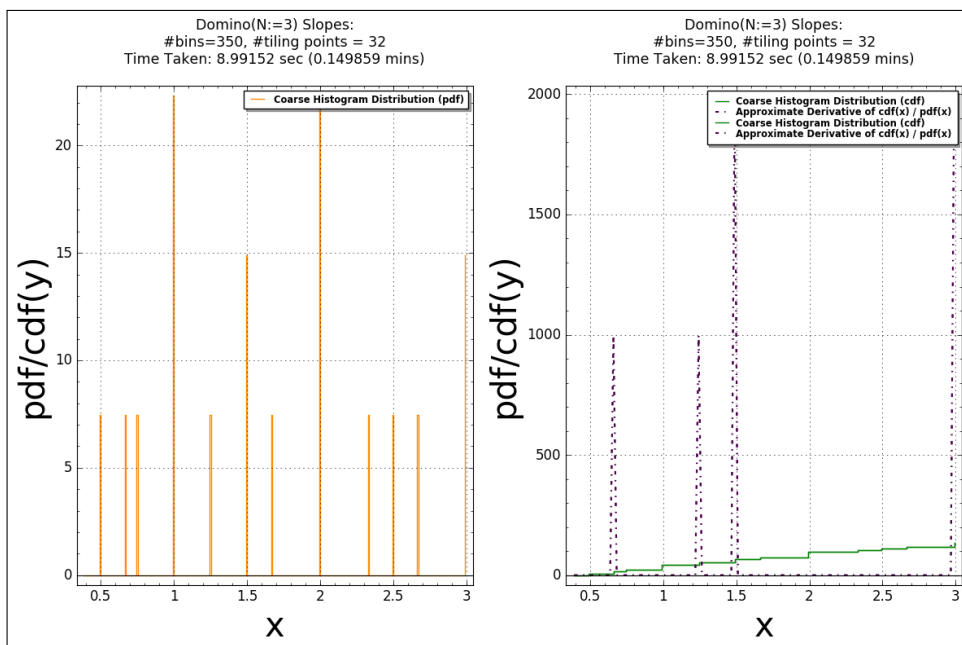 Domino(N:=3) Slopes:
#bins=350, #tiling points = 32
Time Taken: 8.99152 sec (0.149859 mins)
Coarse Histogram Distribution (pdf)
20
15
10
5
0
0.5 1 1.5 2 2.5 3
pdf/cdf(y)
x
Domino(N:=3) Slopes:
#bins=350, #tiling points = 32
Time Taken: 8.99152 sec (0.149859 mins)
Coarse Histogram Distribution (cdf)
Approximate Derivative of cdf(x) / pdf(x)
Coarse Histogram Distribution (cdf)
Approximate Derivative of cdf(x) / pdf(x)
2000
1500
1000
500
0
0.5 1 1.5 2 2.5 3
pdf/cdf(y)
x